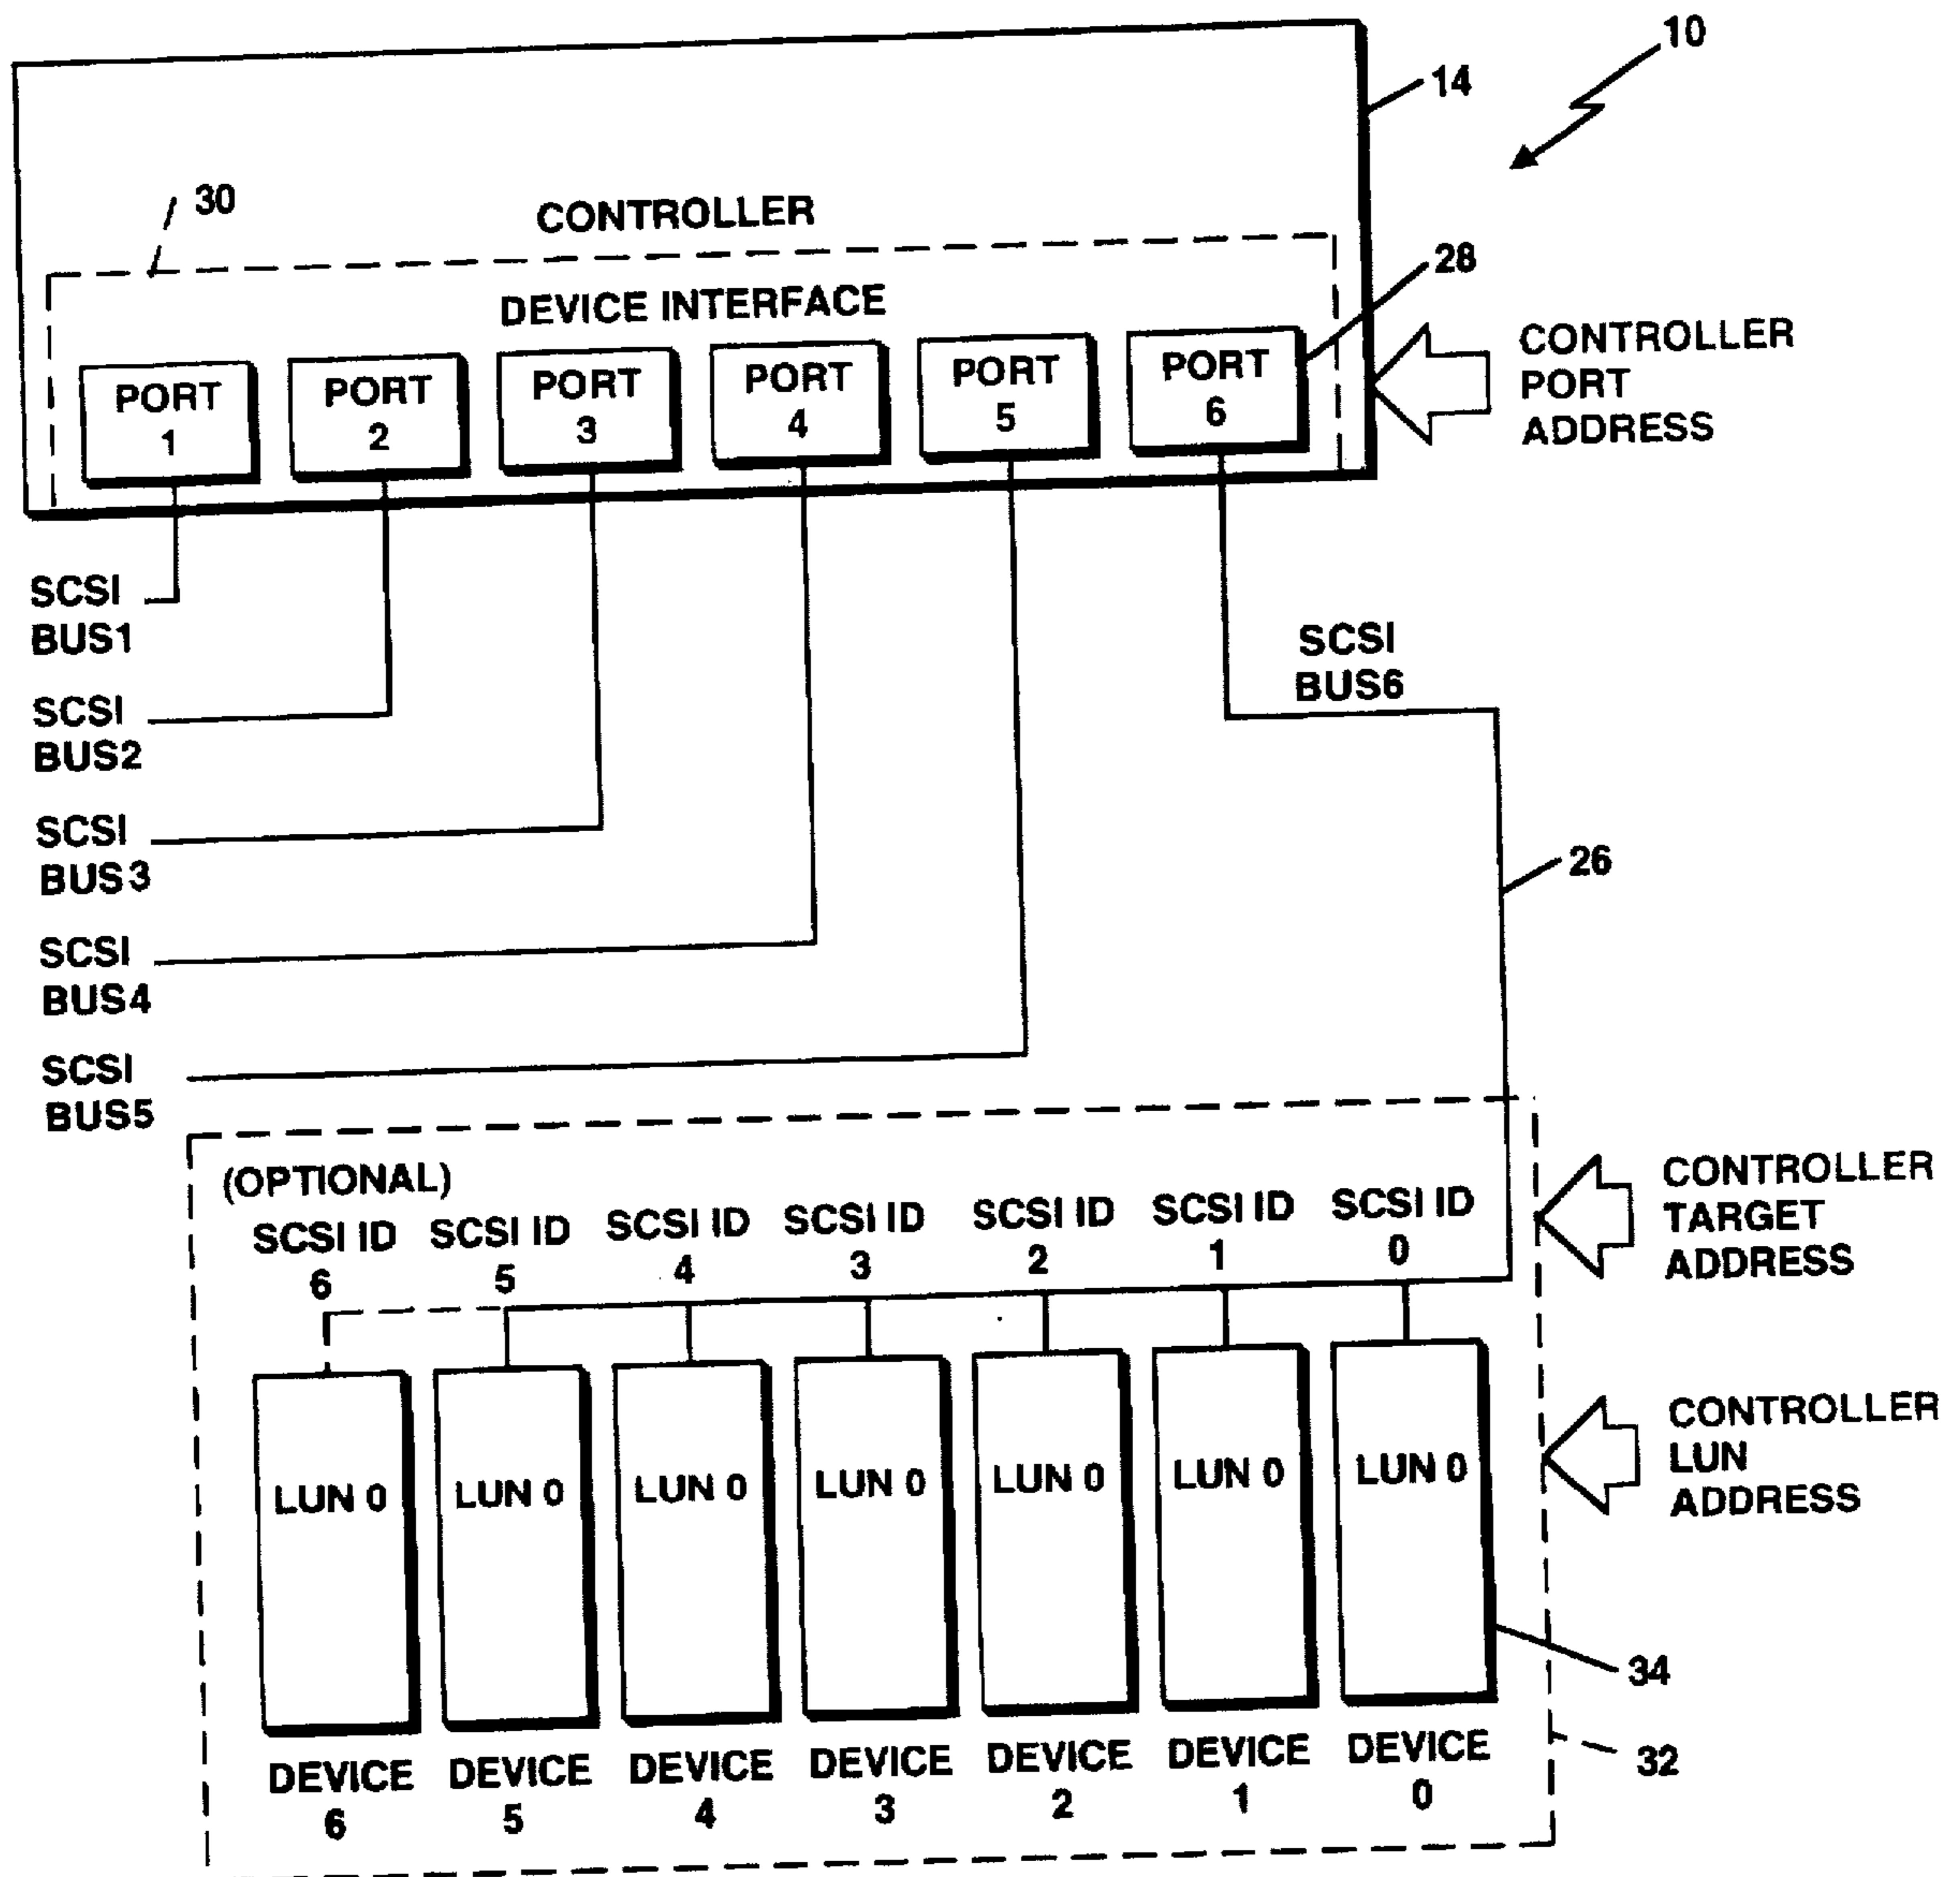 10
14
30
CONTROLLER
28
DEVICE INTERFACE
PORT 1
PORT 2
PORT 3
PORT 4
PORT 5
PORT 6
CONTROLLER
PORT
ADDRESS
SCSI
BUS1
SCSI
BUS6
SCSI
BUS2
SCSI
BUS3
26
SCSI
BUS4
SCSI
BUS5
(OPTIONAL)
SCSI ID 6
SCSI ID 5
SCSI ID 4
SCSI ID 3
SCSI ID 2
SCSI ID 1
SCSI ID 0
CONTROLLER
TARGET
ADDRESS
LUN 0
LUN 0
LUN 0
LUN 0
LUN 0
LUN 0
LUN 0
CONTROLLER
LUN
ADDRESS
34
DEVICE 6
DEVICE 5
DEVICE 4
DEVICE 3
DEVICE 2
DEVICE 1
DEVICE 0
32